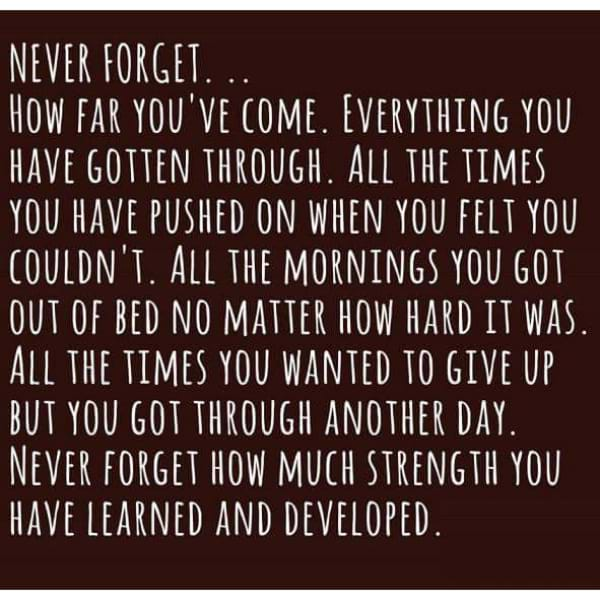 NEVER FORGET. ..
HOW FAR YOU'VE COME. EVERYTHING YOU
HAVE GOTTEN THROUGH. ALL THE TIMES
YOU HAVE PUSHED ON WHEN YOU FELT YOU
COULDN'T. ALL THE MORNINGS YOU GOT
OUT OF BED NO MATTER HOW HARD IT WAS.
ALL THE TIMES YOU WANTED TO GIVE UP
BUT YOU GOT THROUGH ANOTHER DAY.
NEVER FORGET HOW MUCH STRENGTH YOU
HAVE LEARNED AND DEVELOPED.